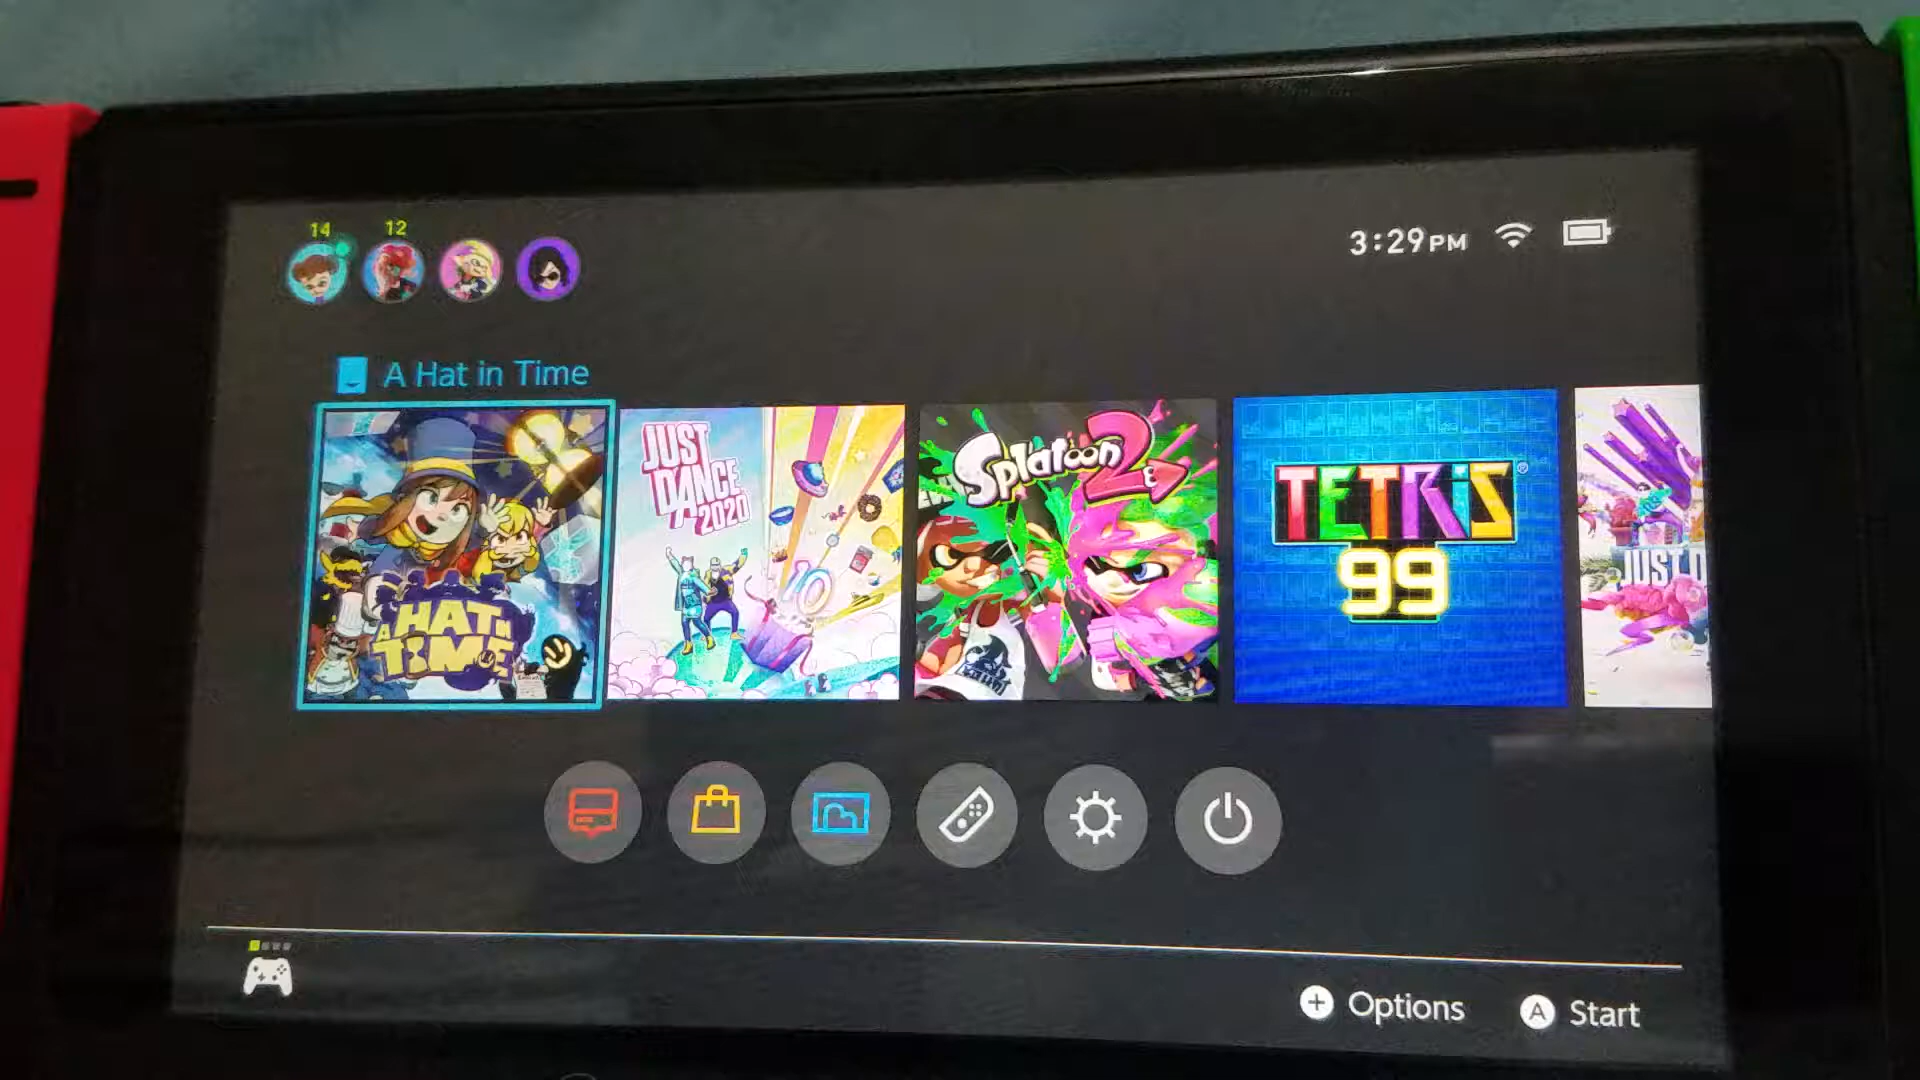 14 12
3:29PM
A Hat in Time
A HAT IN TIME
JUST DANCE 2020
10
Splatoon 2
TETRIS®
99
JUST D
Options
A Start